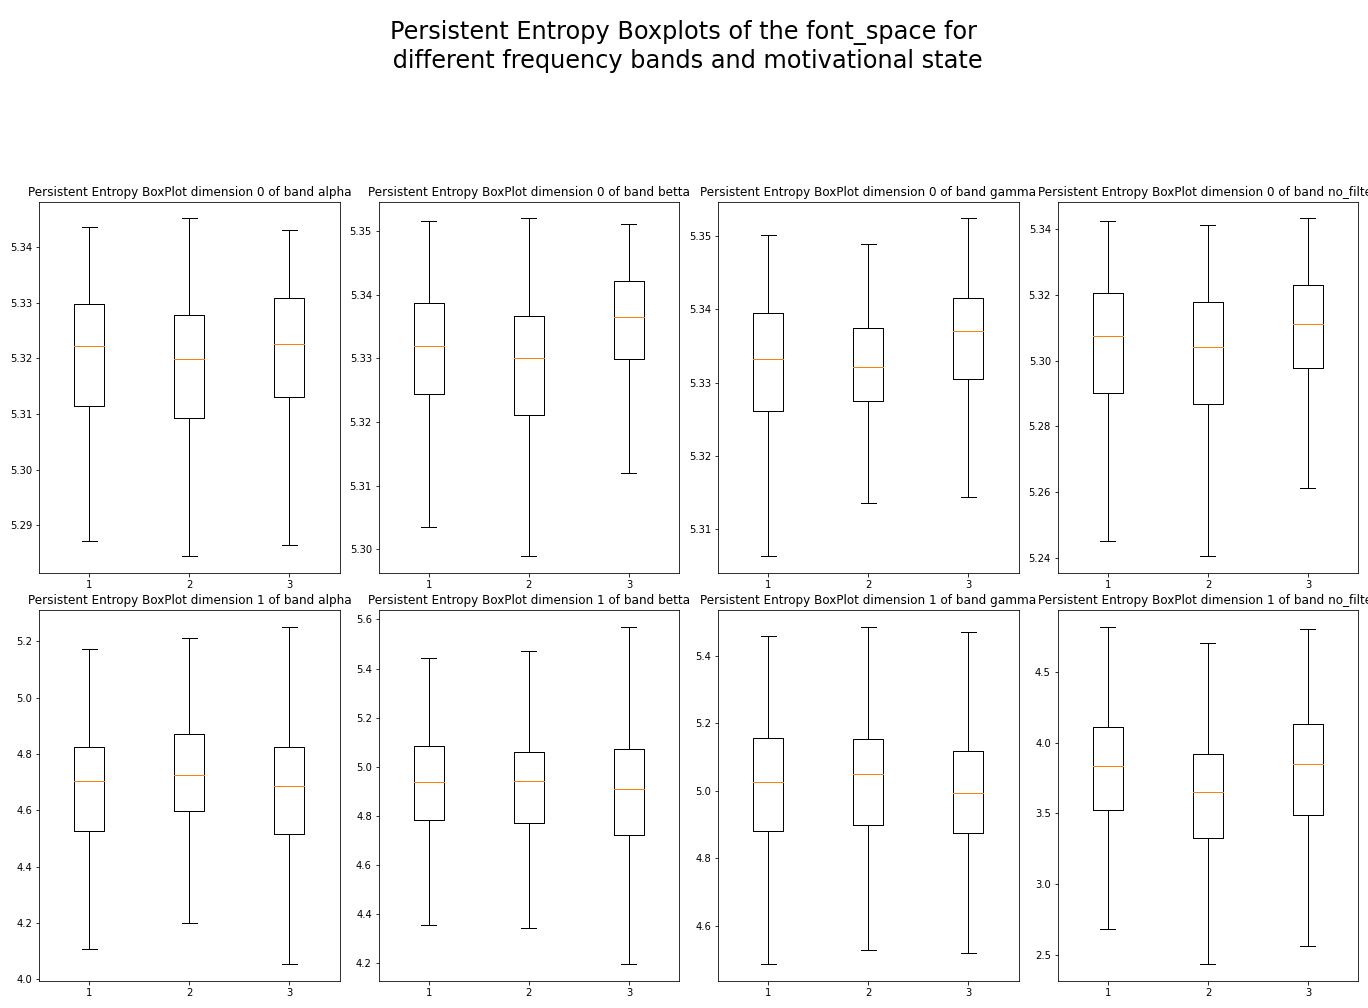 Persistent Entropy Boxplots of the font_space for
different frequency bands and motivational state
Persistent Entropy BoxPlot dimension 0 of band alpha
5.34
5.33
5.32
5.31
5.30
5.29
1 2 3
Persistent Entropy BoxPlot dimension 0 of band betta
5.35
5.34
5.33
5.32
5.31
5.30
1 2 3
Persistent Entropy BoxPlot dimension 0 of band gamma
5.35
5.34
5.33
5.32
5.31
1 2 3
Persistent Entropy BoxPlot dimension 0 of band no_filte
5.34
5.32
5.30
5.28
5.26
5.24
1 2 3
Persistent Entropy BoxPlot dimension 1 of band alpha
5.2
5.0
4.8
4.6
4.4
4.2
4.0
1 2 3
Persistent Entropy BoxPlot dimension 1 of band betta
5.6
5.4
5.2
5.0
4.8
4.6
4.4
4.2
1 2 3
Persistent Entropy BoxPlot dimension 1 of band gamma
5.4
5.2
5.0
4.8
4.6
1 2 3
Persistent Entropy BoxPlot dimension 1 of band no_filte
4.5
4.0
3.5
3.0
2.5
1 2 3